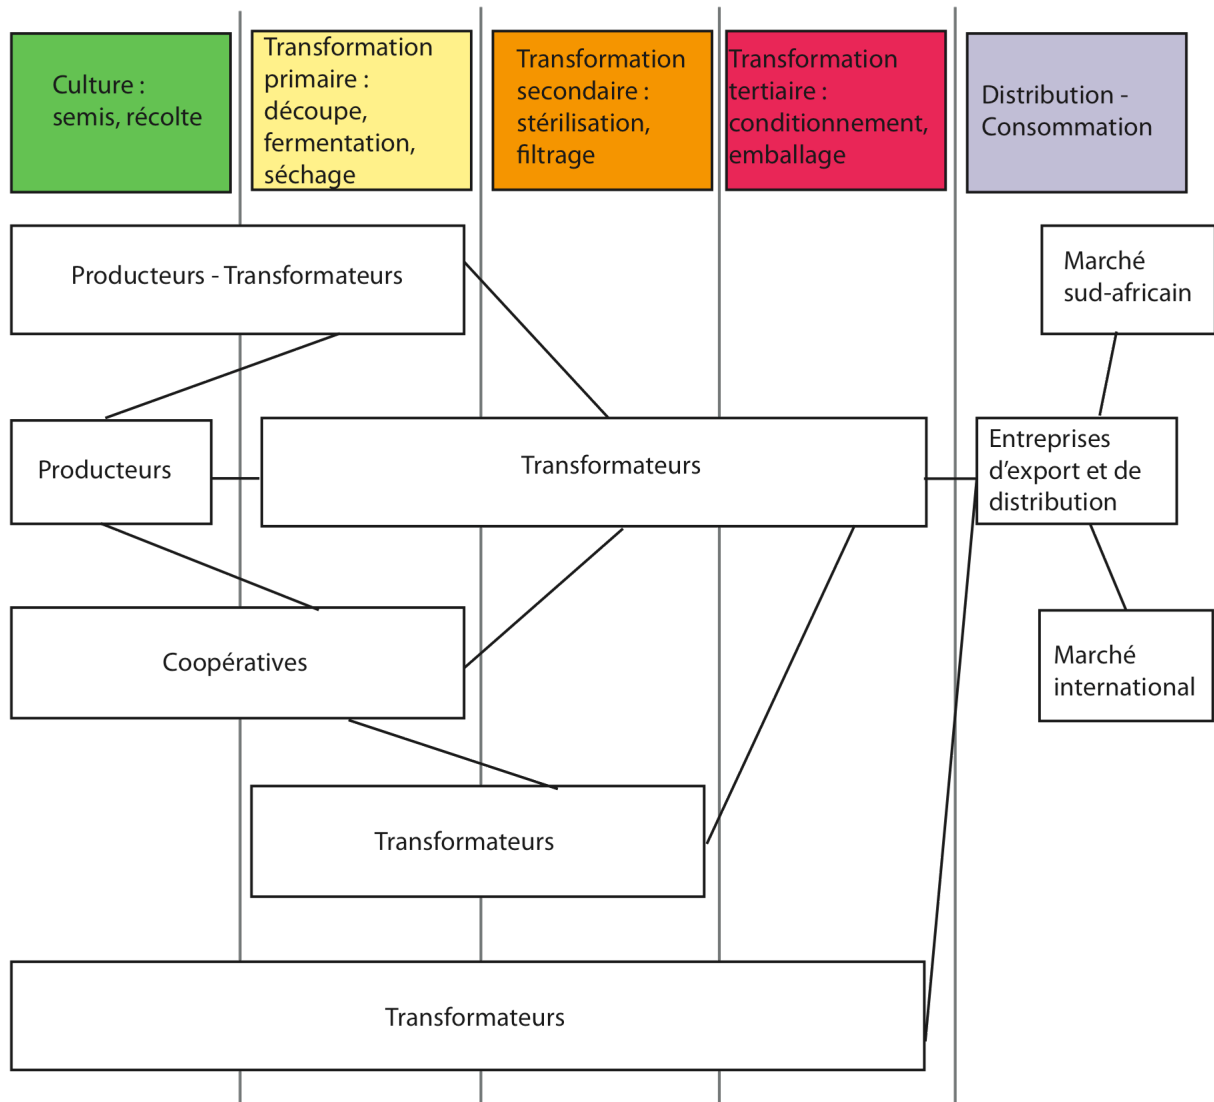 Culture :
semis, récolte
Transformation
primaire :
découpe,
fermentation,
séchage
Transformation
secondaire :
stérilisation,
filtrage
Transformation
tertiaire :
conditionnement,
emballage
Distribution -
Consommation
Producteurs - Transformateurs
Marché
sud-africain
Producteurs
Transformateurs
Entreprises
d’export et de
distribution
Coopératives
Marché
international
Transformateurs
Transformateurs